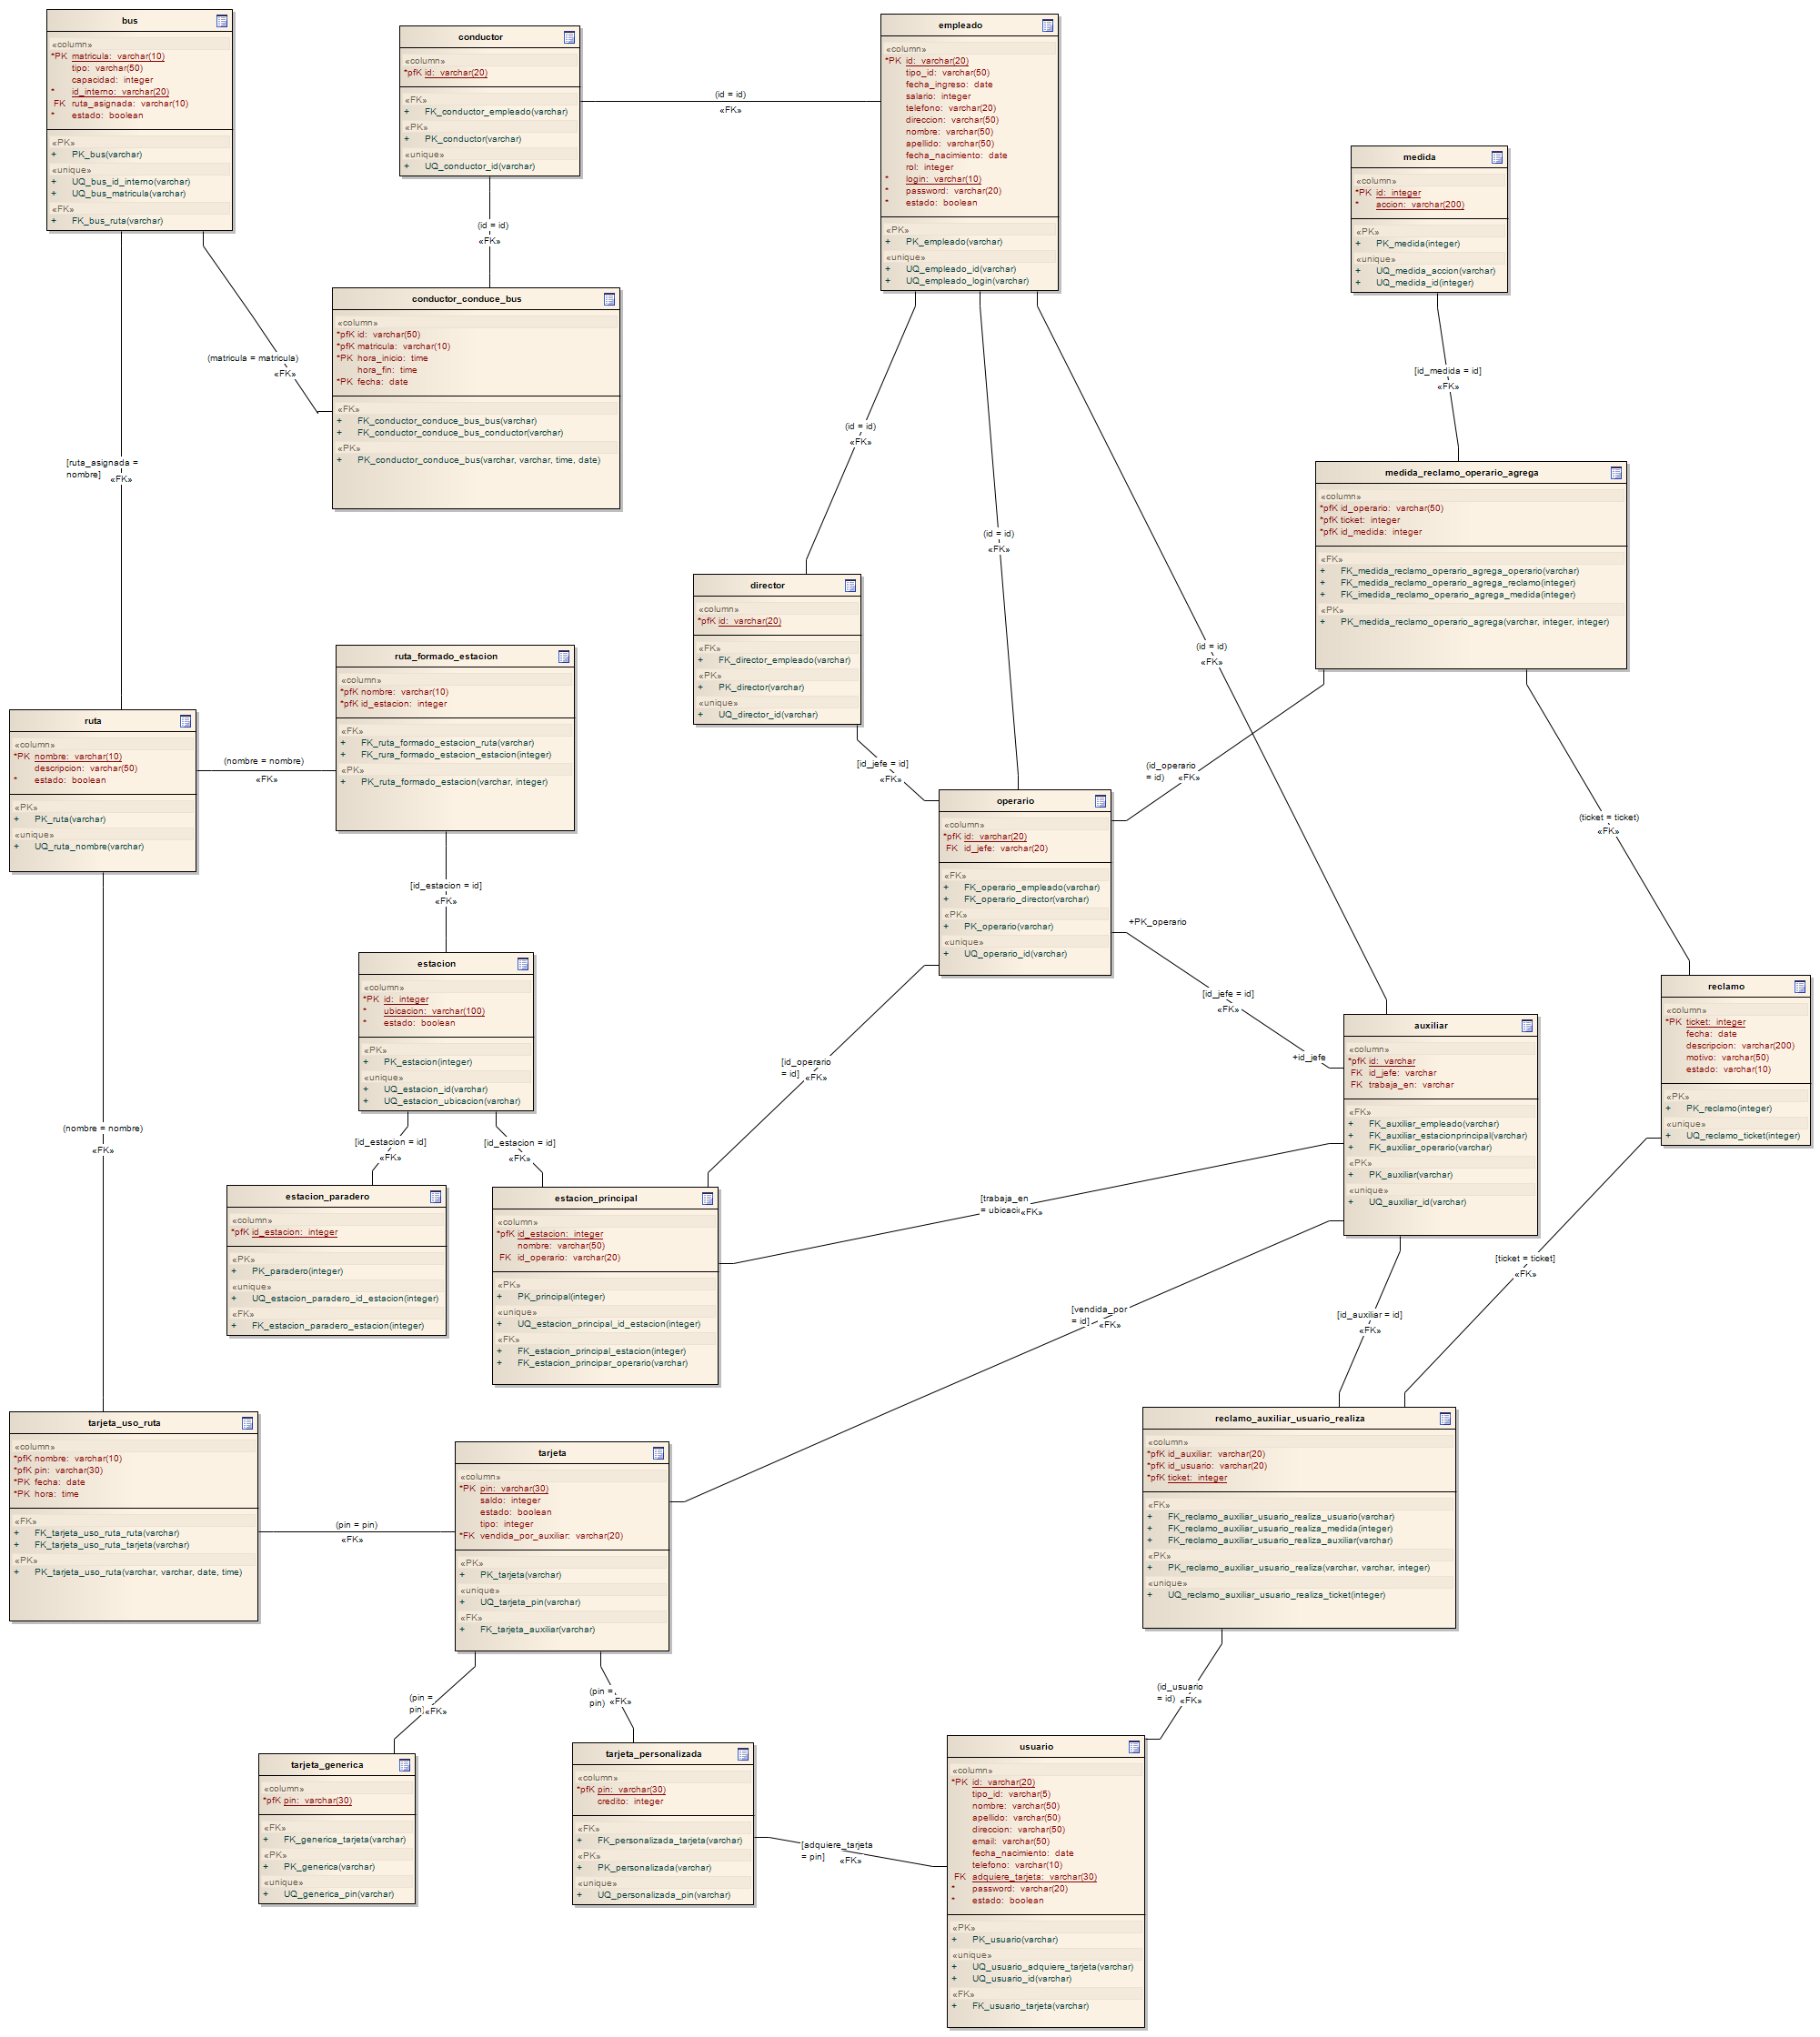 bus
«column»
*PK matricula: varchar(10)
tipo: varchar(50)
capacidad: integer
* id_interno: varchar(20)
FK ruta_asignada: varchar(10)
* estado: boolean
«PK»
+ PK_bus(varchar)
«unique»
+ UQ_bus_id_interno(varchar)
+ UQ_bus_matricula(varchar)
«FK»
+ FK_bus_ruta(varchar)
conductor
«column»
*pfK id: varchar(20)
«FK»
+ FK_conductor_empleado(varchar)
«PK»
+ PK_conductor(varchar)
«unique»
+ UQ_conductor_id(varchar)
(id = id)
«FK»
empleado
«column»
*PK id: varchar(20)
tipo_id: varchar(50)
fecha_ingreso: date
salario: integer
telefono: varchar(20)
direccion: varchar(50)
nombre: varchar(50)
apellido: varchar(50)
fecha_nacimiento: date
rol: integer
* login: varchar(10)
* password: varchar(20)
* estado: boolean
«PK»
+ PK_empleado(varchar)
«unique»
+ UQ_empleado_id(varchar)
+ UQ_empleado_login(varchar)
medida
«column»
*PK id: integer
* accion: varchar(200)
«PK»
+ PK_medida(integer)
«unique»
+ UQ_medida_accion(varchar)
+ UQ_medida_id(integer)
(id = id)
«FK»
(matricula = matricula)
«FK»
conductor_conduce_bus
«column»
*pfK id: varchar(50)
*pfK matricula: varchar(10)
*PK hora_inicio: time
hora_fin: time
*PK fecha: date
«FK»
+ FK_conductor_conduce_bus_bus(varchar)
+ FK_conductor_conduce_bus_conductor(varchar)
«PK»
+ PK_conductor_conduce_bus(varchar, varchar, time, date)
[id_medida = id]
«FK»
(id = id)
«FK»
[ruta_asignada =
nombre]
«FK»
medida_reclamo_operario_agrega
«column»
*pfK id_operario: varchar(50)
*pfK ticket: integer
*pfK id_medida: integer
«FK»
+ FK_medida_reclamo_operario_agrega_operario(varchar)
+ FK_medida_reclamo_operario_agrega_reclamo(integer)
+ FK_imedida_reclamo_operario_agrega_medida(integer)
«PK»
+ PK_medida_reclamo_operario_agrega(varchar, integer, integer)
(id = id)
«FK»
director
«column»
*pfK id: varchar(20)
«FK»
+ FK_director_empleado(varchar)
«PK»
+ PK_director(varchar)
«unique»
+ UQ_director_id(varchar)
(id = id)
«FK»
ruta_formado_estacion
«column»
*pfK nombre: varchar(10)
*pfK id_estacion: integer
«FK»
+ FK_ruta_formado_estacion_ruta(varchar)
+ FK_rura_formado_estacion_estacion(integer)
«PK»
+ PK_ruta_formado_estacion(varchar, integer)
ruta
«column»
*PK nombre: varchar(10)
descripcion: varchar(50)
* estado: boolean
«PK»
+ PK_ruta(varchar)
«unique»
+ UQ_ruta_nombre(varchar)
(nombre = nombre)
«FK»
[id_jefe = id]
«FK»
(id_operario
= id)
«FK»
(ticket = ticket)
«FK»
operario
«column»
*pfK id: varchar(20)
FK id_jefe: varchar(20)
«FK»
+ FK_operario_empleado(varchar)
+ FK_operario_director(varchar)
«PK»
+ PK_operario(varchar)
«unique»
+ UQ_operario_id(varchar)
[id_estacion = id]
«FK»
+PK_operario
[id_jefe = id]
«FK»
+id_jefe
estacion
«column»
*PK id: integer
* ubicacion: varchar(100)
* estado: boolean
«PK»
+ PK_estacion(integer)
«unique»
+ UQ_estacion_id(varchar)
+ UQ_estacion_ubicacion(varchar)
reclamo
«column»
*PK ticket: integer
fecha: date
descripcion: varchar(200)
motivo: varchar(50)
estado: varchar(10)
«PK»
+ PK_reclamo(integer)
«unique»
+ UQ_reclamo_ticket(integer)
auxiliar
«column»
*pfK id: varchar
FK id_jefe: varchar
FK trabaja_en: varchar
«FK»
+ FK_auxiliar_empleado(varchar)
+ FK_auxiliar_estacionprincipal(varchar)
+ FK_auxiliar_operario(varchar)
«PK»
+ PK_auxiliar(varchar)
«unique»
+ UQ_auxiliar_id(varchar)
[id_operario
= id]
«FK»
(nombre = nombre)
«FK»
[id_estacion = id]
«FK»
[id_estacion = id]
«FK»
estacion_paradero
«column»
*pfK id_estacion: integer
«PK»
+ PK_paradero(integer)
«unique»
+ UQ_estacion_paradero_id_estacion(integer)
«FK»
+ FK_estacion_paradero_estacion(integer)
estacion_principal
«column»
*pfK id_estacion: integer
nombre: varchar(50)
FK id_operario: varchar(20)
«PK»
+ PK_principal(integer)
«unique»
+ UQ_estacion_principal_id_estacion(integer)
«FK»
+ FK_estacion_principal_estacion(integer)
+ FK_estacion_principar_operario(varchar)
[trabaja_en
= ubicaci
«FK»
[vendida_por
= id]
«FK»
[ticket = ticket]
«FK»
[id_auxiliar = id]
«FK»
tarjeta_uso_ruta
«column»
*pfK nombre: varchar(10)
*pfK pin: varchar(30)
*PK fecha: date
*PK hora: time
«FK»
+ FK_tarjeta_uso_ruta_ruta(varchar)
+ FK_tarjeta_uso_ruta_tarjeta(varchar)
«PK»
+ PK_tarjeta_uso_ruta(varchar, varchar, date, time)
(pin = pin)
«FK»
tarjeta
«column»
*PK pin: varchar(30)
saldo: integer
estado: boolean
tipo: integer
*FK vendida_por_auxiliar: varchar(20)
«PK»
+ PK_tarjeta(varchar)
«unique»
+ UQ_tarjeta_pin(varchar)
«FK»
+ FK_tarjeta_auxiliar(varchar)
reclamo_auxiliar_usuario_realiza
«column»
*pfK id_auxiliar: varchar(20)
*pfK id_usuario: varchar(20)
*pfK ticket: integer
«FK»
+ FK_reclamo_auxiliar_usuario_realiza_usuario(varchar)
+ FK_reclamo_auxiliar_usuario_realiza_medida(integer)
+ FK_reclamo_auxiliar_usuario_realiza_auxiliar(varchar)
«PK»
+ PK_reclamo_auxiliar_usuario_realiza(varchar, varchar, integer)
«unique»
+ UQ_reclamo_auxiliar_usuario_realiza_ticket(integer)
(pin =
pin)
«FK»
(pin =
pin)
«FK»
(id_usuario
= id)
«FK»
tarjeta_generica
«column»
*pfK pin: varchar(30)
«FK»
+ FK_generica_tarjeta(varchar)
«PK»
+ PK_generica(varchar)
«unique»
+ UQ_generica_pin(varchar)
tarjeta_personalizada
«column»
*pfK pin: varchar(30)
credito: integer
«FK»
+ FK_personalizada_tarjeta(varchar)
«PK»
+ PK_personalizada(varchar)
«unique»
+ UQ_personalizada_pin(varchar)
[adquiere_tarjeta
= pin]
«FK»
usuario
«column»
*PK id: varchar(20)
tipo_id: varchar(5)
nombre: varchar(50)
apellido: varchar(50)
direccion: varchar(50)
email: varchar(50)
fecha_nacimiento: date
telefono: varchar(10)
FK adquiere_tarjeta: varchar(30)
* password: varchar(20)
* estado: boolean
«PK»
+ PK_usuario(varchar)
«unique»
+ UQ_usuario_adquiere_tarjeta(varchar)
+ UQ_usuario_id(varchar)
«FK»
+ FK_usuario_tarjeta(varchar)